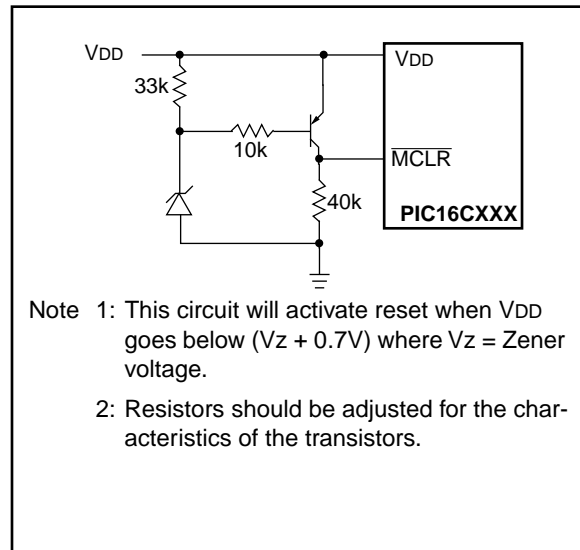 VDD
VDD
33k
10k
MCLR
40k
PIC16CXXX
Note 1: This circuit will activate reset when VDD
goes below (Vz + 0.7V) where Vz = Zener
voltage.
2: Resistors should be adjusted for the char-
acteristics of the transistors.